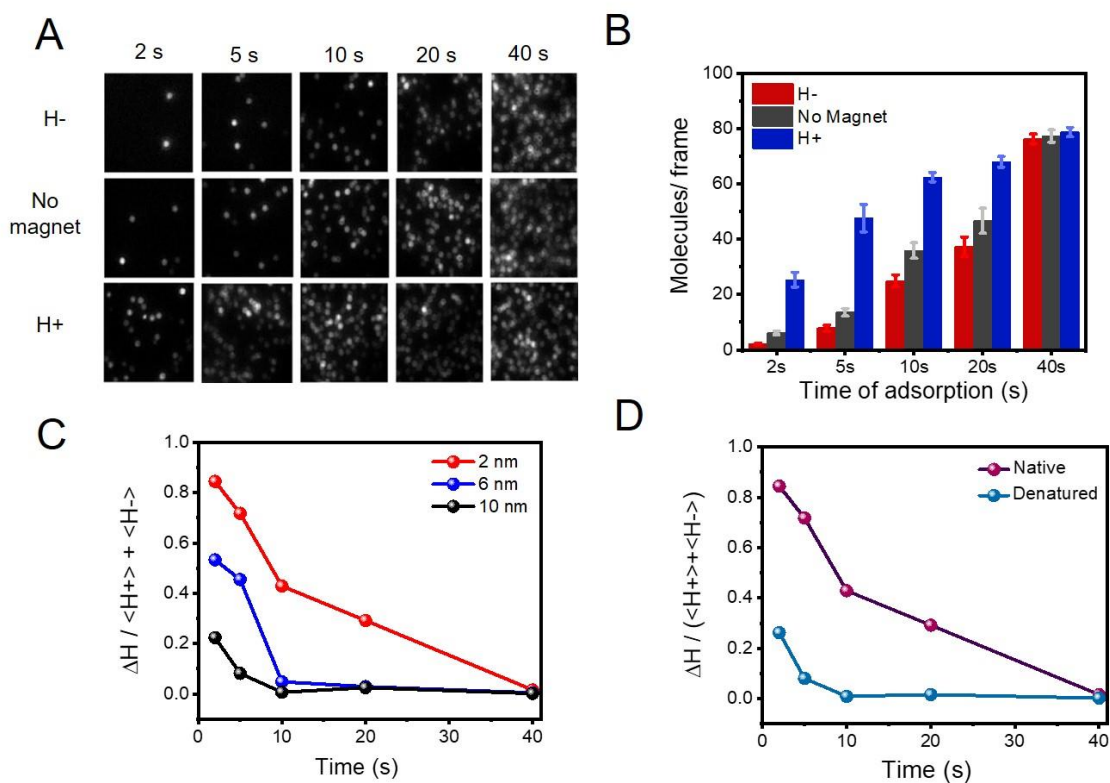 A
2 s 5 s 10 s 20 s 40 s
H-
No
magnet
H+
B
Molecules/ frame
100
80
60
40
20
0
H-
No Magnet
H+
2s 5s 10s 20s 40s
Time of adsorption (s)
C
ΔH / <H+> + <H->
1.0
0.8
0.6
0.4
0.2
0.0
2 nm
6 nm
10 nm
0 10 20 30 40
Time (s)
D
ΔH / (<H+>+<H->)
1.0
0.8
0.6
0.4
0.2
0.0
Native
Denatured
0 10 20 30 40
Time (s)